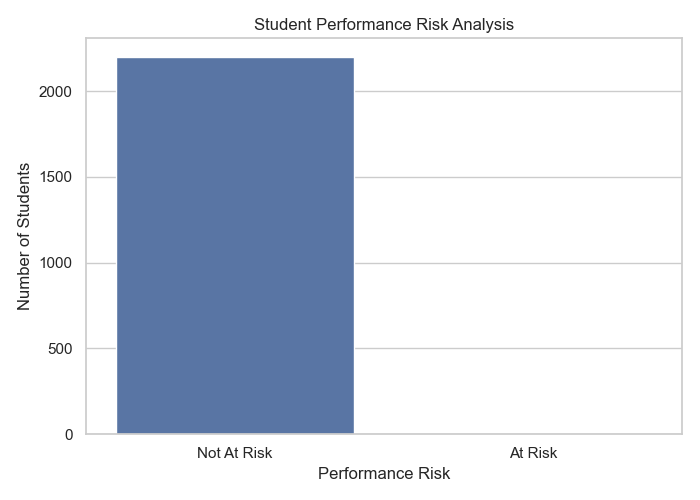 Student Performance Risk Analysis
Number of Students
2000
1500
1000
500
0
Not At Risk
At Risk
Performance Risk